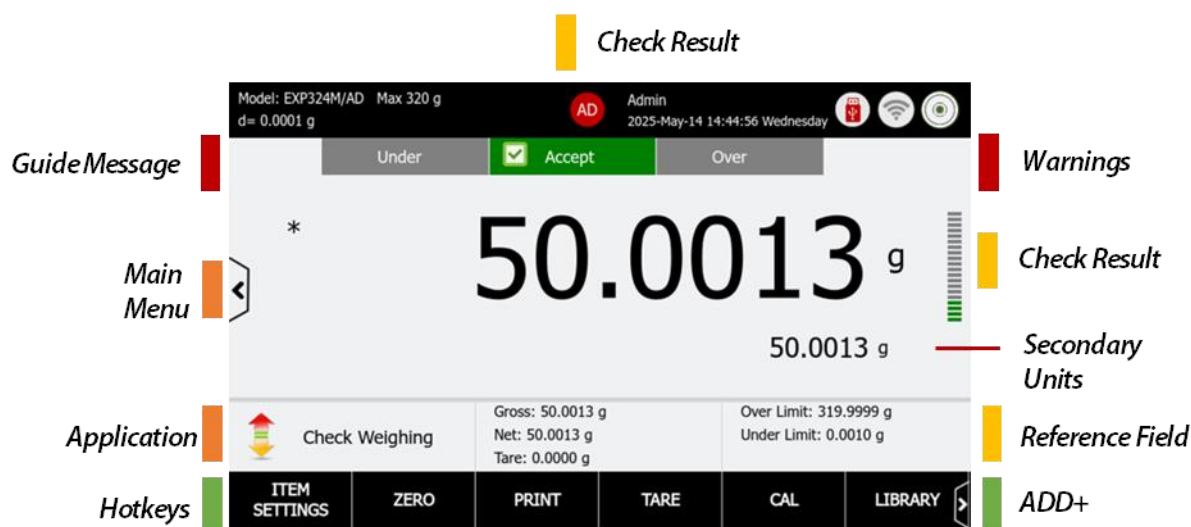 Check Result
Model: EXP324M/AD Max 320 g
d= 0.0001 g
AD
Admin
2025-May-14 14:44:56 Wednesday
Guide Message
Under
Accept
Over
Warnings
*
50.0013 g
Check Result
Main
Menu
50.0013 g
Secondary
Units
Application
Check Weighing
Gross: 50.0013 g
Net: 50.0013 g
Tare: 0.0000 g
Over Limit: 319.9999 g
Under Limit: 0.0010 g
Reference Field
Hotkeys
ITEM
SETTINGS
ZERO
PRINT
TARE
CAL
LIBRARY
ADD+